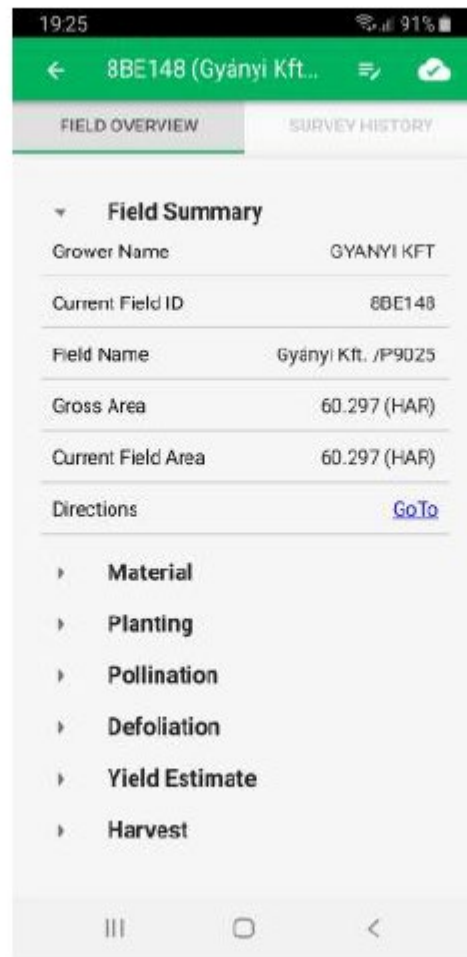 19:25 91%
8BE148 (Gyányi Kft...
FIELD OVERVIEW SURVEY HISTORY
Field Summary
Grower Name GYANYI KFT
Current Field ID 8BE148
Field Name Gyányi Kft. /P9025
Gross Area 60.297 (HAR)
Current Field Area 60.297 (HAR)
Directions GoTo
Material
Planting
Pollination
Defoliation
Yield Estimate
Harvest